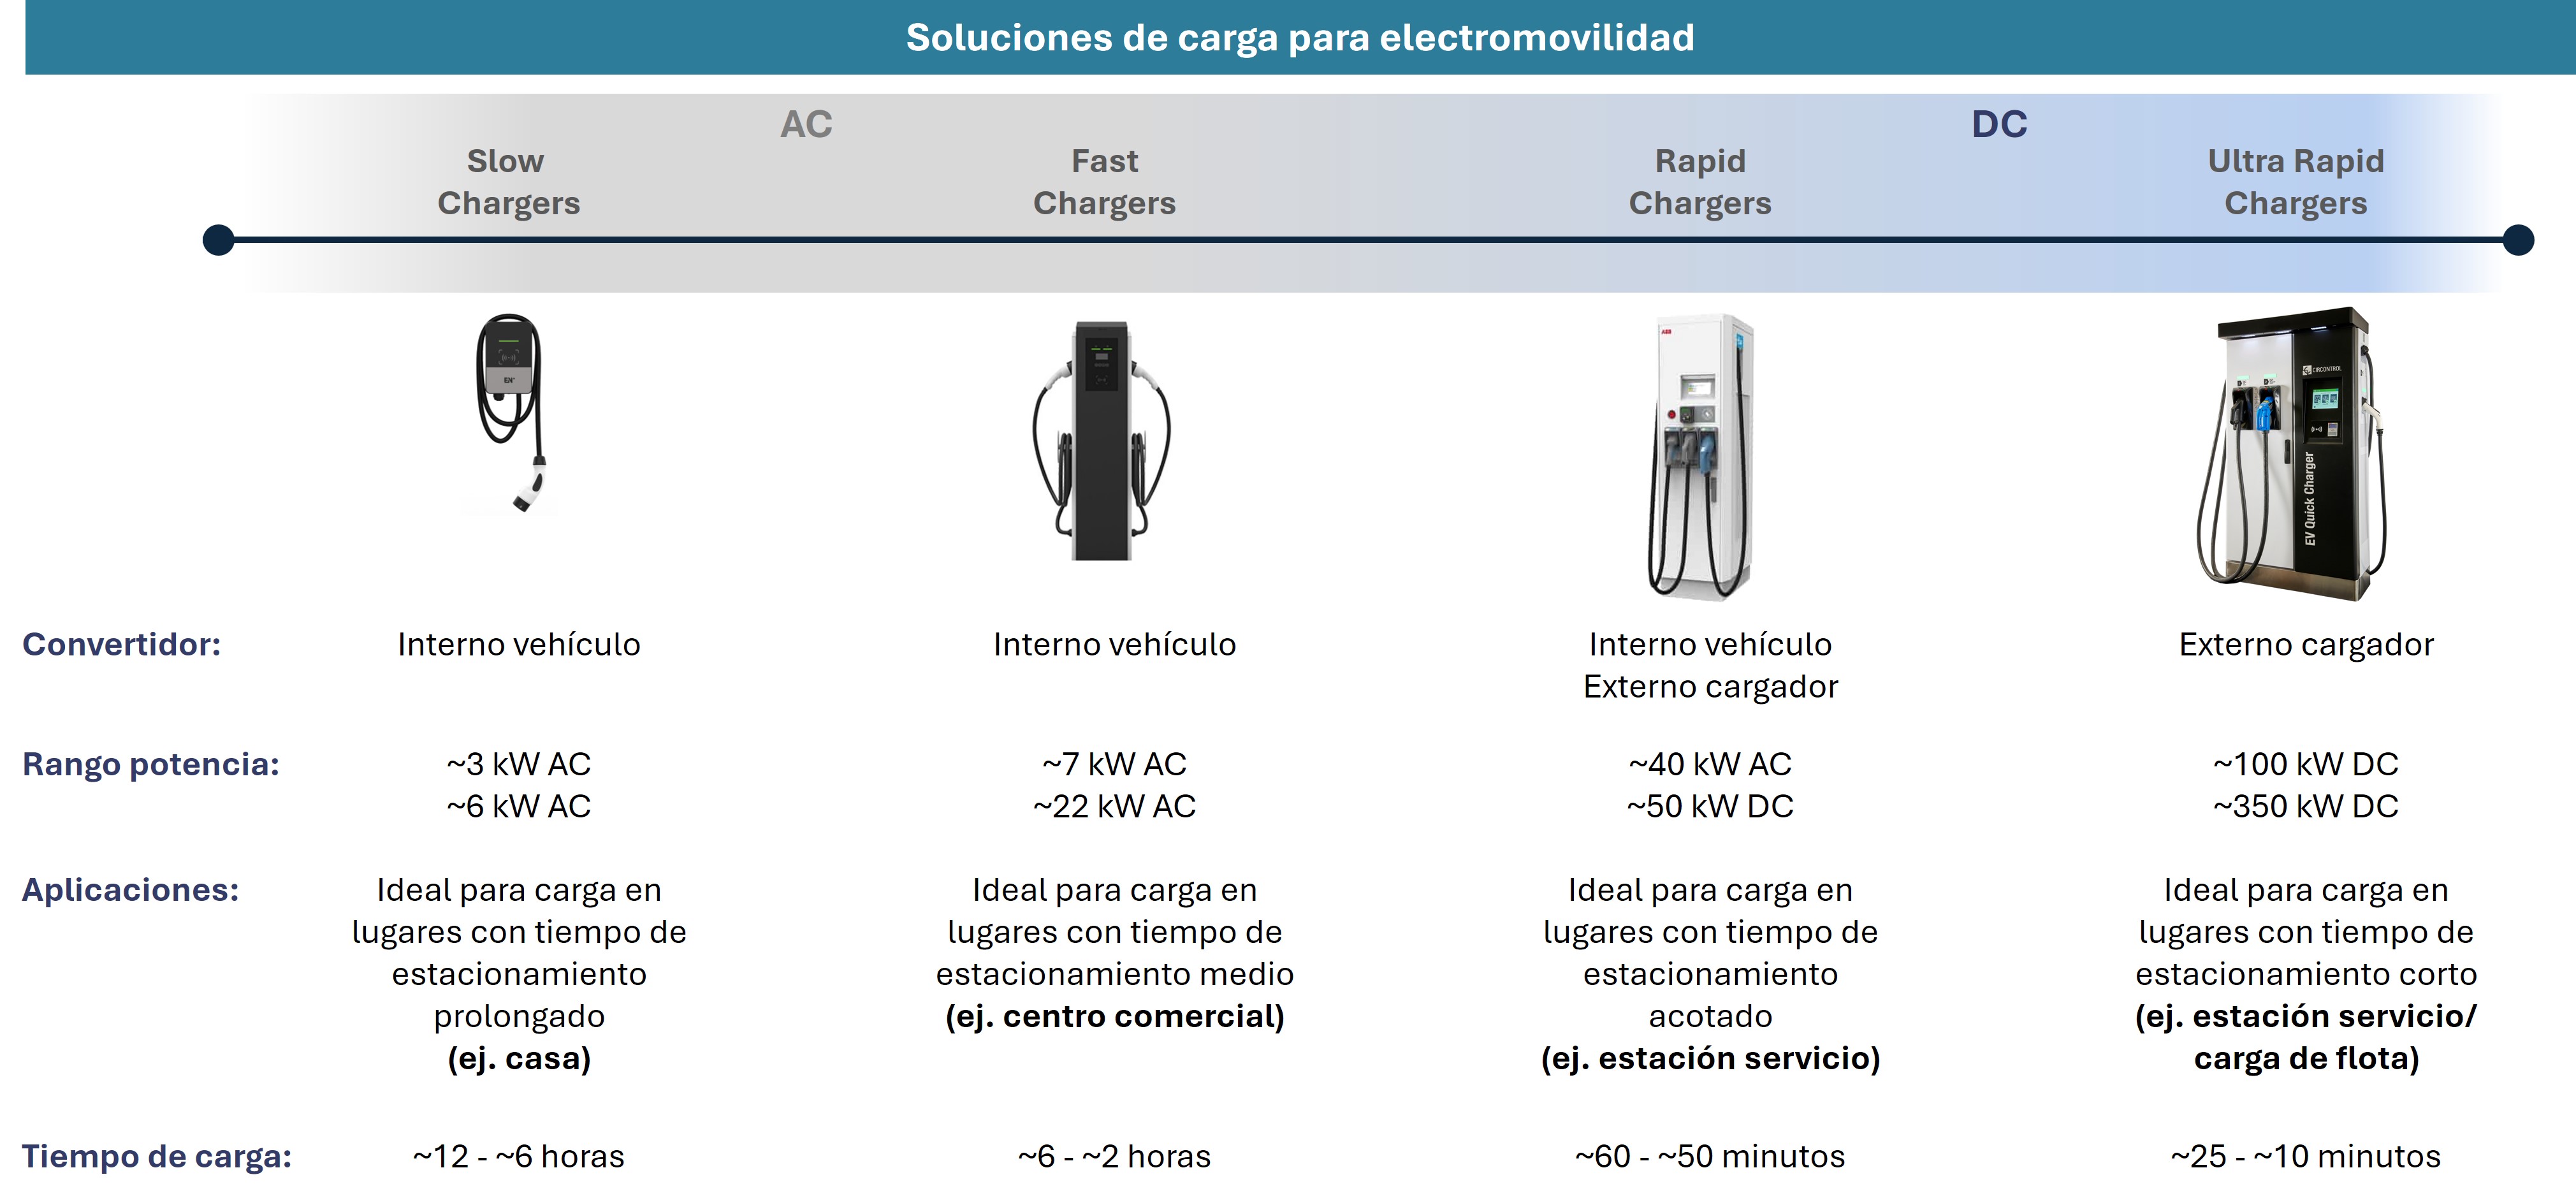 Soluciones de carga para electromovilidad
AC
DC
Slow
Chargers
Fast
Chargers
Rapid
Chargers
Ultra Rapid
Chargers
EN+
ABB
CIRCONTROL
EV Quick Charger
Convertidor:
Interno vehículo
Interno vehículo
Interno vehículo
Externo cargador
Externo cargador
Rango potencia:
~3 kW AC
~6 kW AC
~7 kW AC
~22 kW AC
~40 kW AC
~50 kW DC
~100 kW DC
~350 kW DC
Aplicaciones:
Ideal para carga en
lugares con tiempo de
estacionamiento
prolongado
(ej. casa)
Ideal para carga en
lugares con tiempo de
estacionamiento medio
(ej. centro comercial)
Ideal para carga en
lugares con tiempo de
estacionamiento
acotado
(ej. estación servicio)
Ideal para carga en
lugares con tiempo de
estacionamiento corto
(ej. estación servicio/
carga de flota)
Tiempo de carga:
~12 - ~6 horas
~6 - ~2 horas
~60 - ~50 minutos
~25 - ~10 minutos